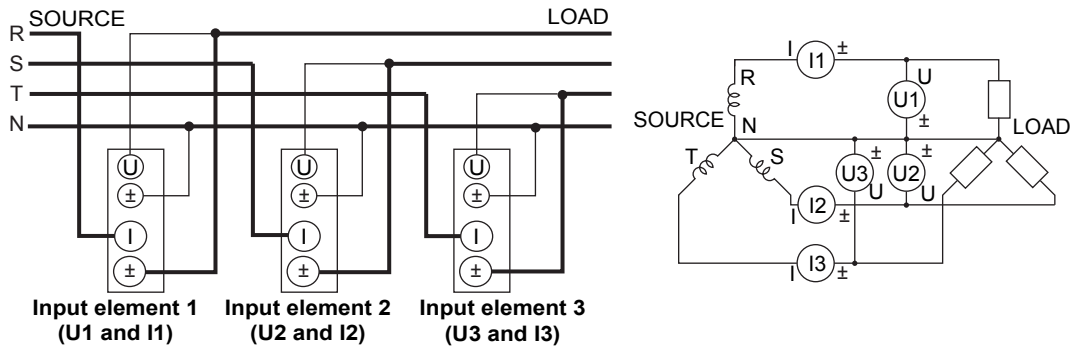 SOURCE LOAD
R
S
T
N
U U U
± ± ±
I I I
± ± ±
Input element 1 Input element 2 Input element 3
(U1 and I1) (U2 and I2) (U3 and I3)
I I1 ±
R U
U1
±
SOURCE N LOAD
T S ± ±
U3 U2
U U
I I2 ±
I I3 ±